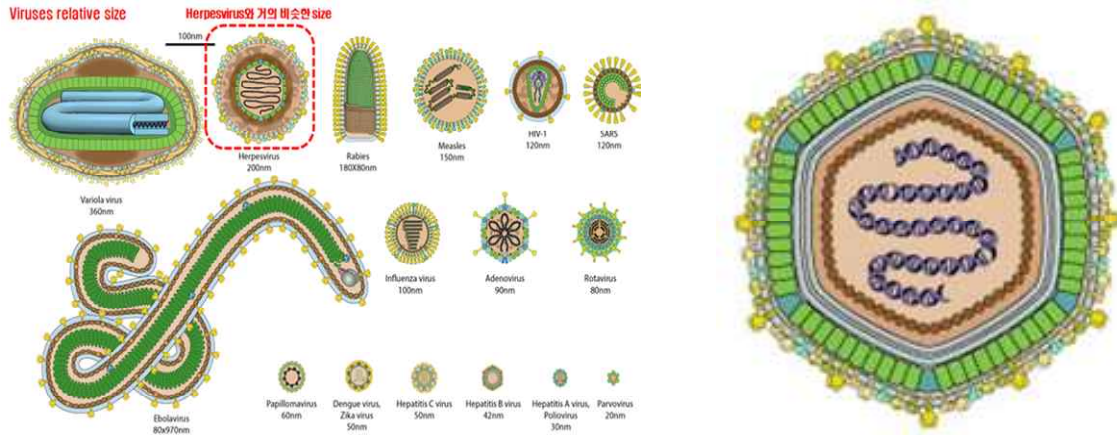 Viruses relative size
Herpesvirus와 거의 비슷한 size
100nm
Variola virus
360nm
Herpesvirus
200nm
Rabies
180X80nm
Measles
150nm
HIV-1
120nm
SARS
120nm
Influenza virus
100nm
Adenovirus
90nm
Rotavirus
80nm
Ebolavirus
80x970nm
Papillomavirus
60nm
Dengue virus,
Zika virus
50nm
Hepatitis C virus
50nm
Hepatitis B virus
42nm
Hepatitis A virus,
Poliovirus
30nm
Parvovirus
20nm